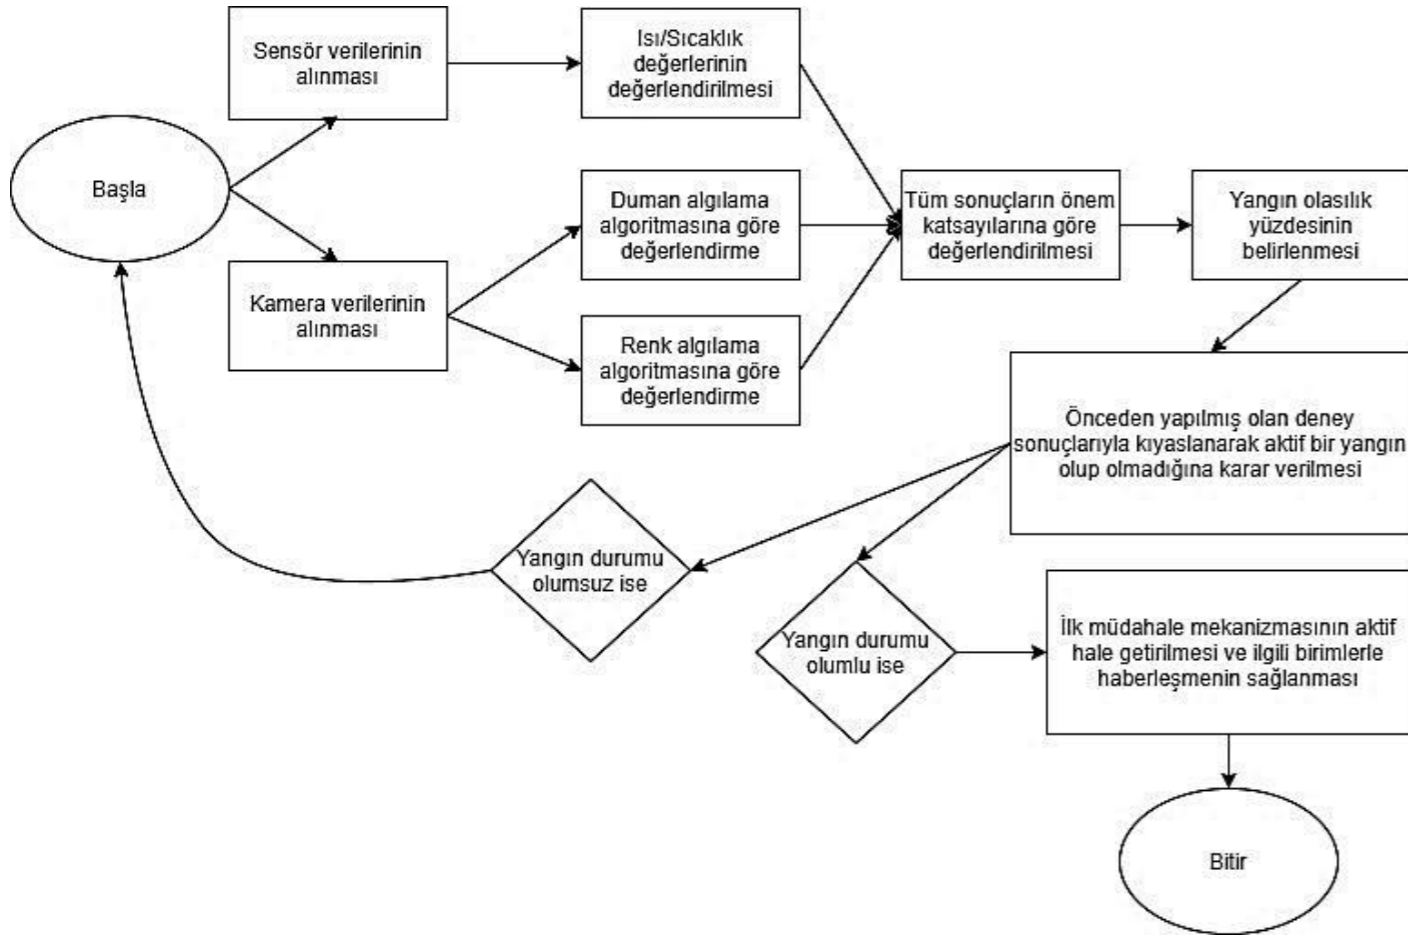 Sensör verilerinin
alınması
Isı/Sıcaklık
değerlerinin
değerlendirilmesi
Başla
Duman algılama
algoritmasına göre
değerlendirme
Tüm sonuçların önem
katsayılarına göre
değerlendirilmesi
Yangın olasılık
yüzdesinin
belirlenmesi
Kamera verilerinin
alınması
Renk algılama
algoritmasına göre
değerlendirme
Önceden yapılmış olan deney
sonuçlarıyla kıyaslanarak aktif bir yangın
olup olmadığına karar verilmesi
Yangın durumu
olumsuz ise
Yangın durumu
olumlu ise
İlk müdahale mekanizmasının aktif
hale getirilmesi ve ilgili birimlerle
haberleşmenin sağlanması
Bitir